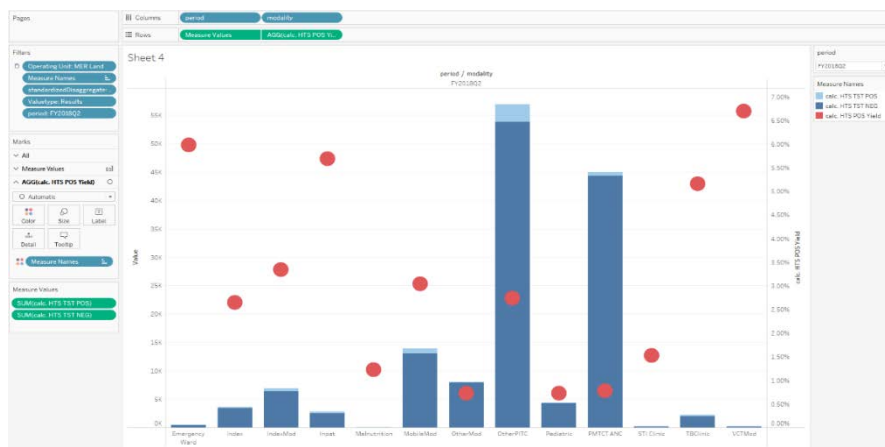 Pages
Columns
period
modality
Rows
Measure Values
AGG(calc. HTS POS Yi..
Filters
Operating Unit: MER Land
Measure Names
standardizedDisaggregate..
Valuetype: Results
period: FY2018Q2
Marks
All
Measure Values
AGG(calc. HTS POS Yield)
Automatic
Color
Size
Label
Detail
Tooltip
Measure Names
Measure Values
SUM(calc. HTS TST POS)
SUM(calc. HTS TST NEG)
Sheet 4
period / modality
FY2018Q2
Value
55K
50K
45K
40K
35K
30K
25K
20K
15K
10K
5K
0K
7.00%
6.50%
6.00%
5.50%
5.00%
4.50%
4.00%
3.50%
3.00%
2.50%
2.00%
1.50%
1.00%
0.50%
0.00%
calc. HTS POS Yield
Emergency
Ward
Index
IndexMod
Inpat
Malnutrition
MobileMod
OtherMod
OtherPITC
Pediatric
PMTCT ANC
STI Clinic
TBClinic
VCTMod
period
FY2018Q2
Measure Names
calc. HTS TST POS
calc. HTS TST NEG
calc. HTS POS Yield